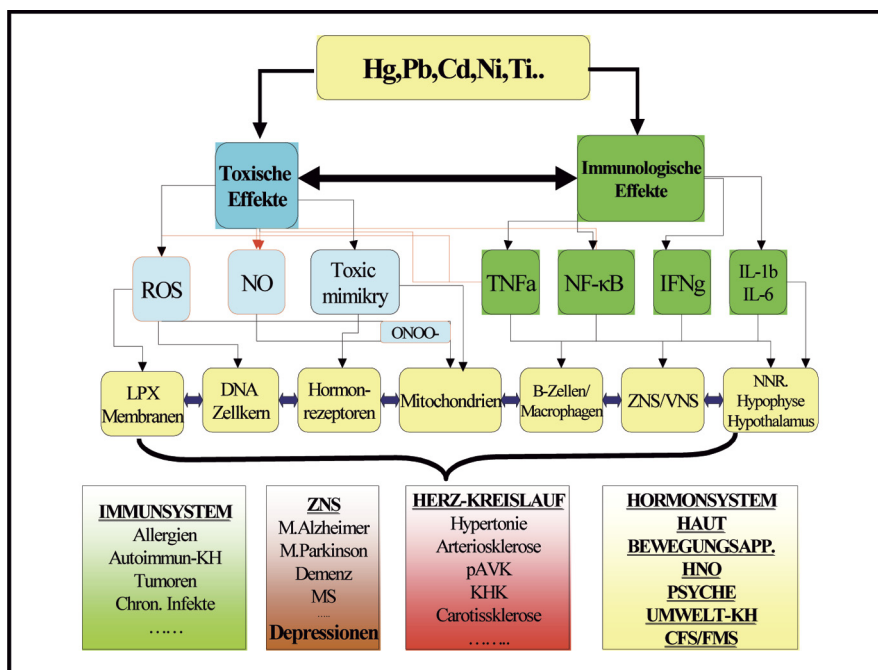 Hg,Pb,Cd,Ni,Ti..
Toxische
Effekte
Immunologische
Effekte
ROS
NO
Toxic
mimikry
TNFa
NF-κB
IFNg
IL-1b
IL-6
ONOO-
LPX
Membranen
DNA
Zellkern
Hormon-
rezeptoren
Mitochondrien
B-Zellen/
Macrophagen
ZNS/VNS
NNR.
Hypophyse
Hypothalamus
IMMUNSYSTEM
Allergien
Autoimmun-KH
Tumoren
Chron. Infekte
……
ZNS
M.Alzheimer
M.Parkinson
Demenz
MS
.....
Depressionen
HERZ-KREISLAUF
Hypertonie
Arteriosklerose
pAVK
KHK
Carotissklerose
……..
HORMONSYSTEM
HAUT
BEWEGUNGSAPP.
HNO
PSYCHE
UMWELT-KH
CFS/FMS